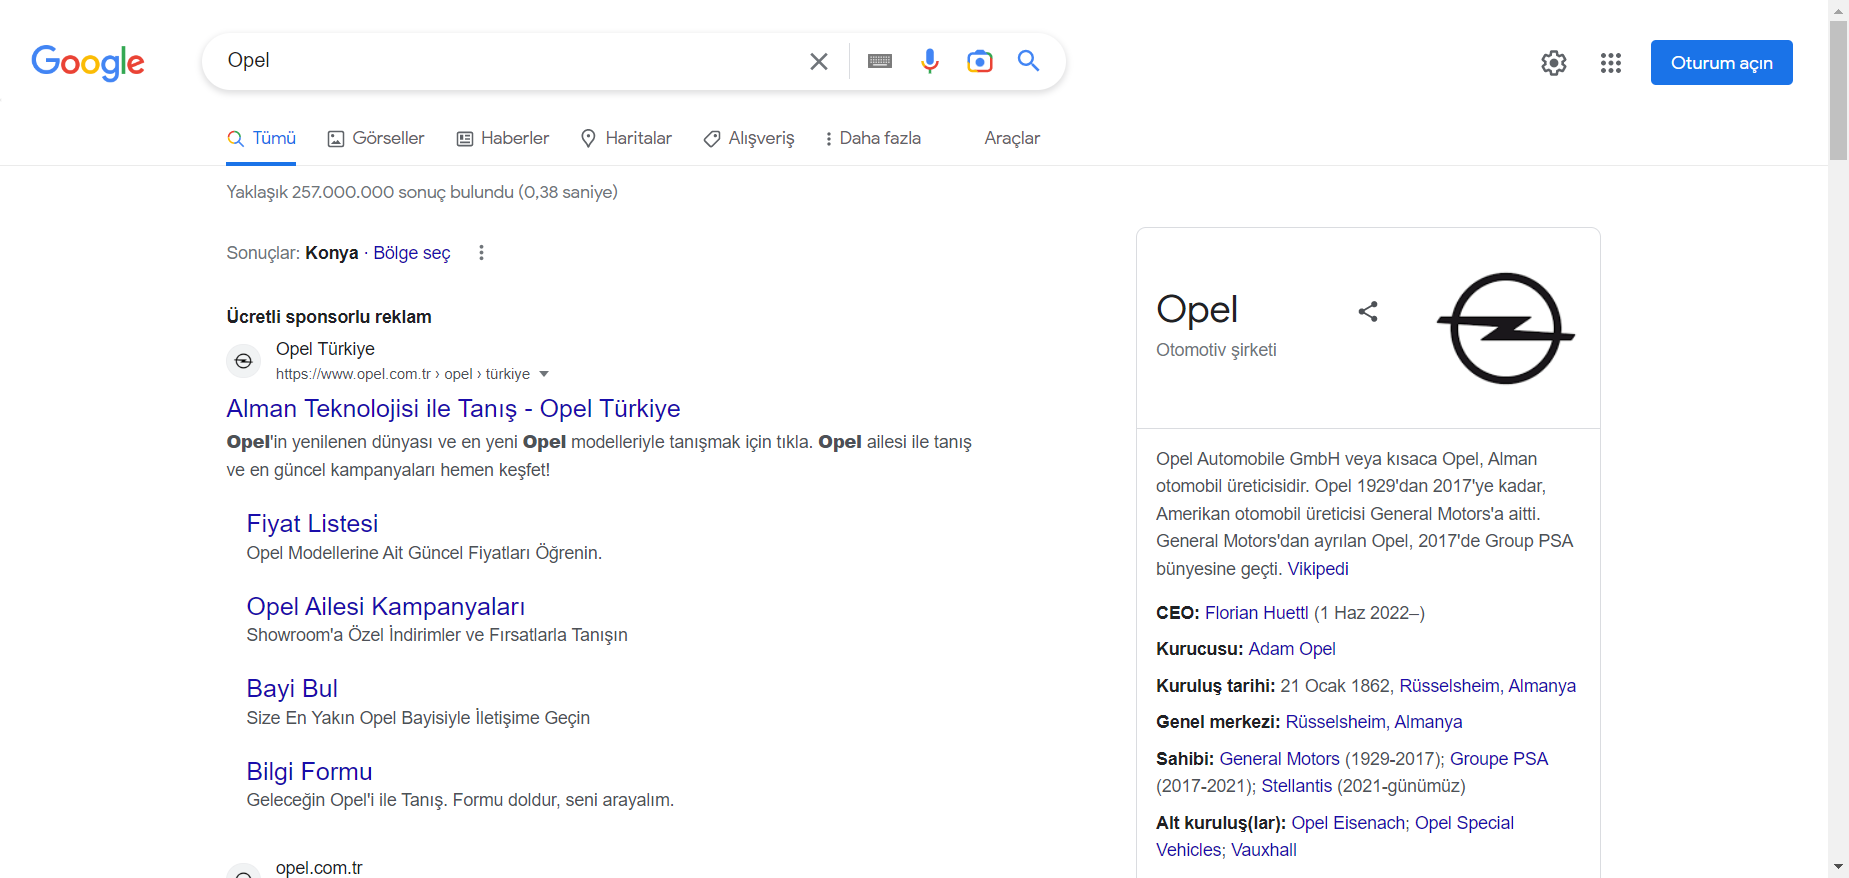 Google
Opel
Oturum açın
Tümü
Görseller
Haberler
Haritalar
Alışveriş
Daha fazla
Araçlar
Yaklaşık 257.000.000 sonuç bulundu (0,38 saniye)
Sonuçlar: Konya · Bölge seç
Ücretli sponsorlu reklam
Opel Türkiye
https://www.opel.com.tr › opel › türkiye
Alman Teknolojisi ile Tanış - Opel Türkiye
Opel'in yenilenen dünyası ve en yeni Opel modelleriyle tanışmak için tıkla. Opel ailesi ile tanış
ve en güncel kampanyaları hemen keşfet!
Fiyat Listesi
Opel Modellerine Ait Güncel Fiyatları Öğrenin.
Opel Ailesi Kampanyaları
Showroom'a Özel İndirimler ve Fırsatlarla Tanışın
Bayi Bul
Size En Yakın Opel Bayisiyle İletişime Geçin
Bilgi Formu
Geleceğin Opel'i ile Tanış. Formu doldur, seni arayalım.
opel.com.tr
Opel
Otomotiv şirketi
Opel Automobile GmbH veya kısaca Opel, Alman
otomobil üreticisidir. Opel 1929'dan 2017'ye kadar,
Amerikan otomobil üreticisi General Motors'a aitti.
General Motors'dan ayrılan Opel, 2017'de Group PSA
bünyesine geçti. Vikipedi
CEO: Florian Huettl (1 Haz 2022–)
Kurucusu: Adam Opel
Kuruluş tarihi: 21 Ocak 1862, Rüsselsheim, Almanya
Genel merkezi: Rüsselsheim, Almanya
Sahibi: General Motors (1929-2017); Groupe PSA
(2017-2021); Stellantis (2021-günümüz)
Alt kuruluş(lar): Opel Eisenach; Opel Special
Vehicles; Vauxhall